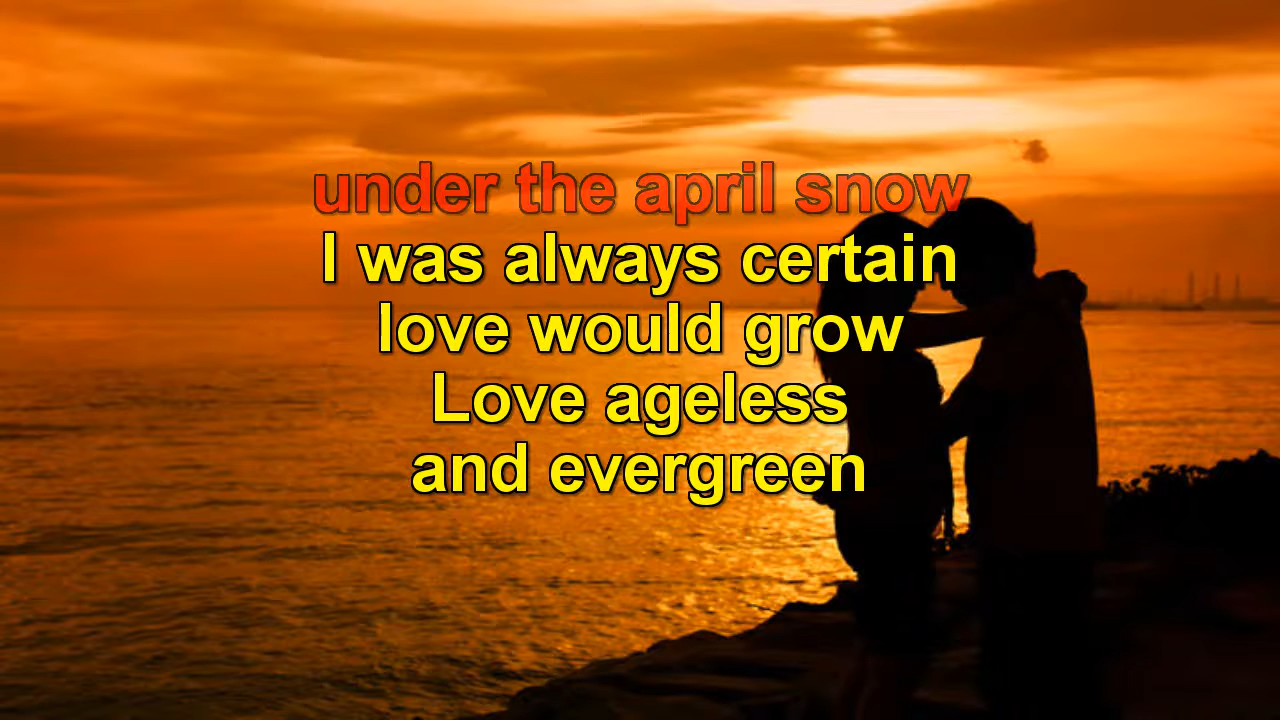 under the april snow
I was always certain
love would grow
Love ageless
and evergreen